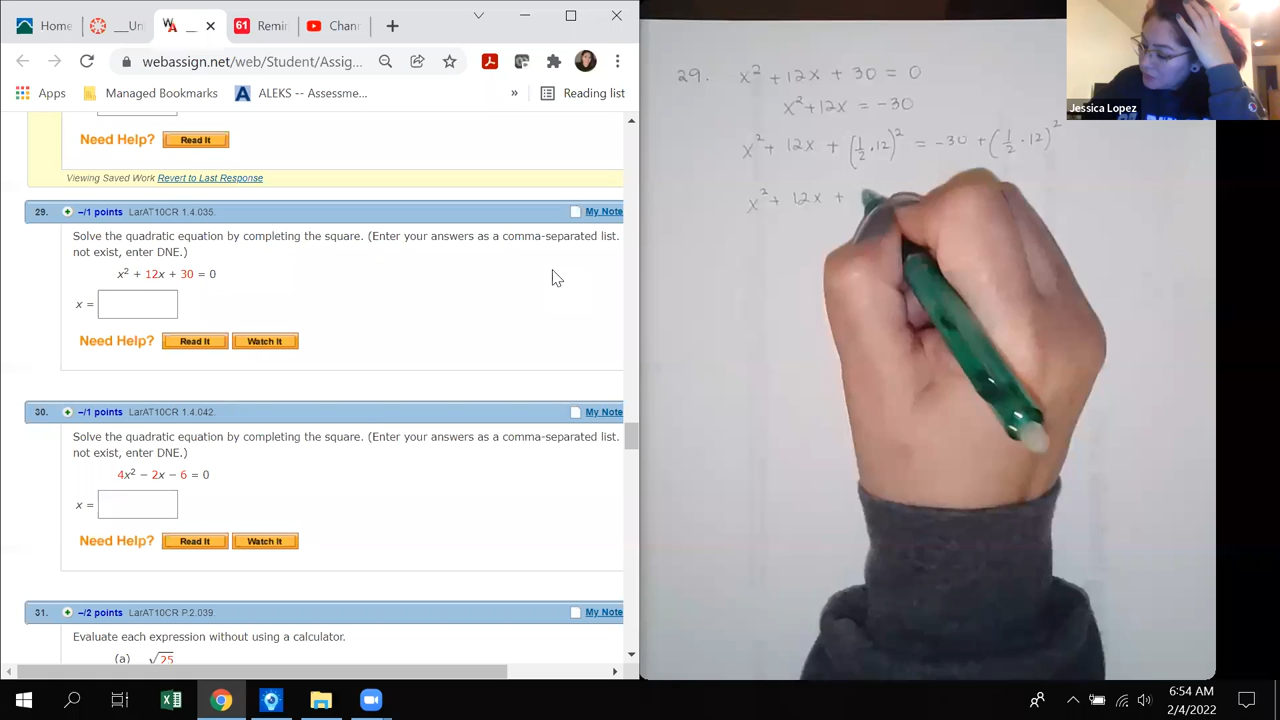 Home
__Un
__
61 Remin
Chann
webassign.net/web/Student/Assig...
Apps
Managed Bookmarks
ALEKS -- Assessme...
»
Reading list
Need Help? Read It
Viewing Saved Work Revert to Last Response
29. –/1 points LarAT10CR 1.4.035. My Note
Solve the quadratic equation by completing the square. (Enter your answers as a comma-separated list.
not exist, enter DNE.)
x² + 12x + 30 = 0
x =
Need Help? Read It Watch It
30. –/1 points LarAT10CR 1.4.042. My Note
Solve the quadratic equation by completing the square. (Enter your answers as a comma-separated list.
not exist, enter DNE.)
4x² − 2x − 6 = 0
x =
Need Help? Read It Watch It
31. –/2 points LarAT10CR P.2.039. My Note
Evaluate each expression without using a calculator.
(a) √25
29. x² + 12x + 30 = 0
x² + 12x = -30
x² + 12x + (1/2 · 12)² = -30 + (1/2 · 12)²
x² + 12x +
Jessica Lopez
6:54 AM
2/4/2022